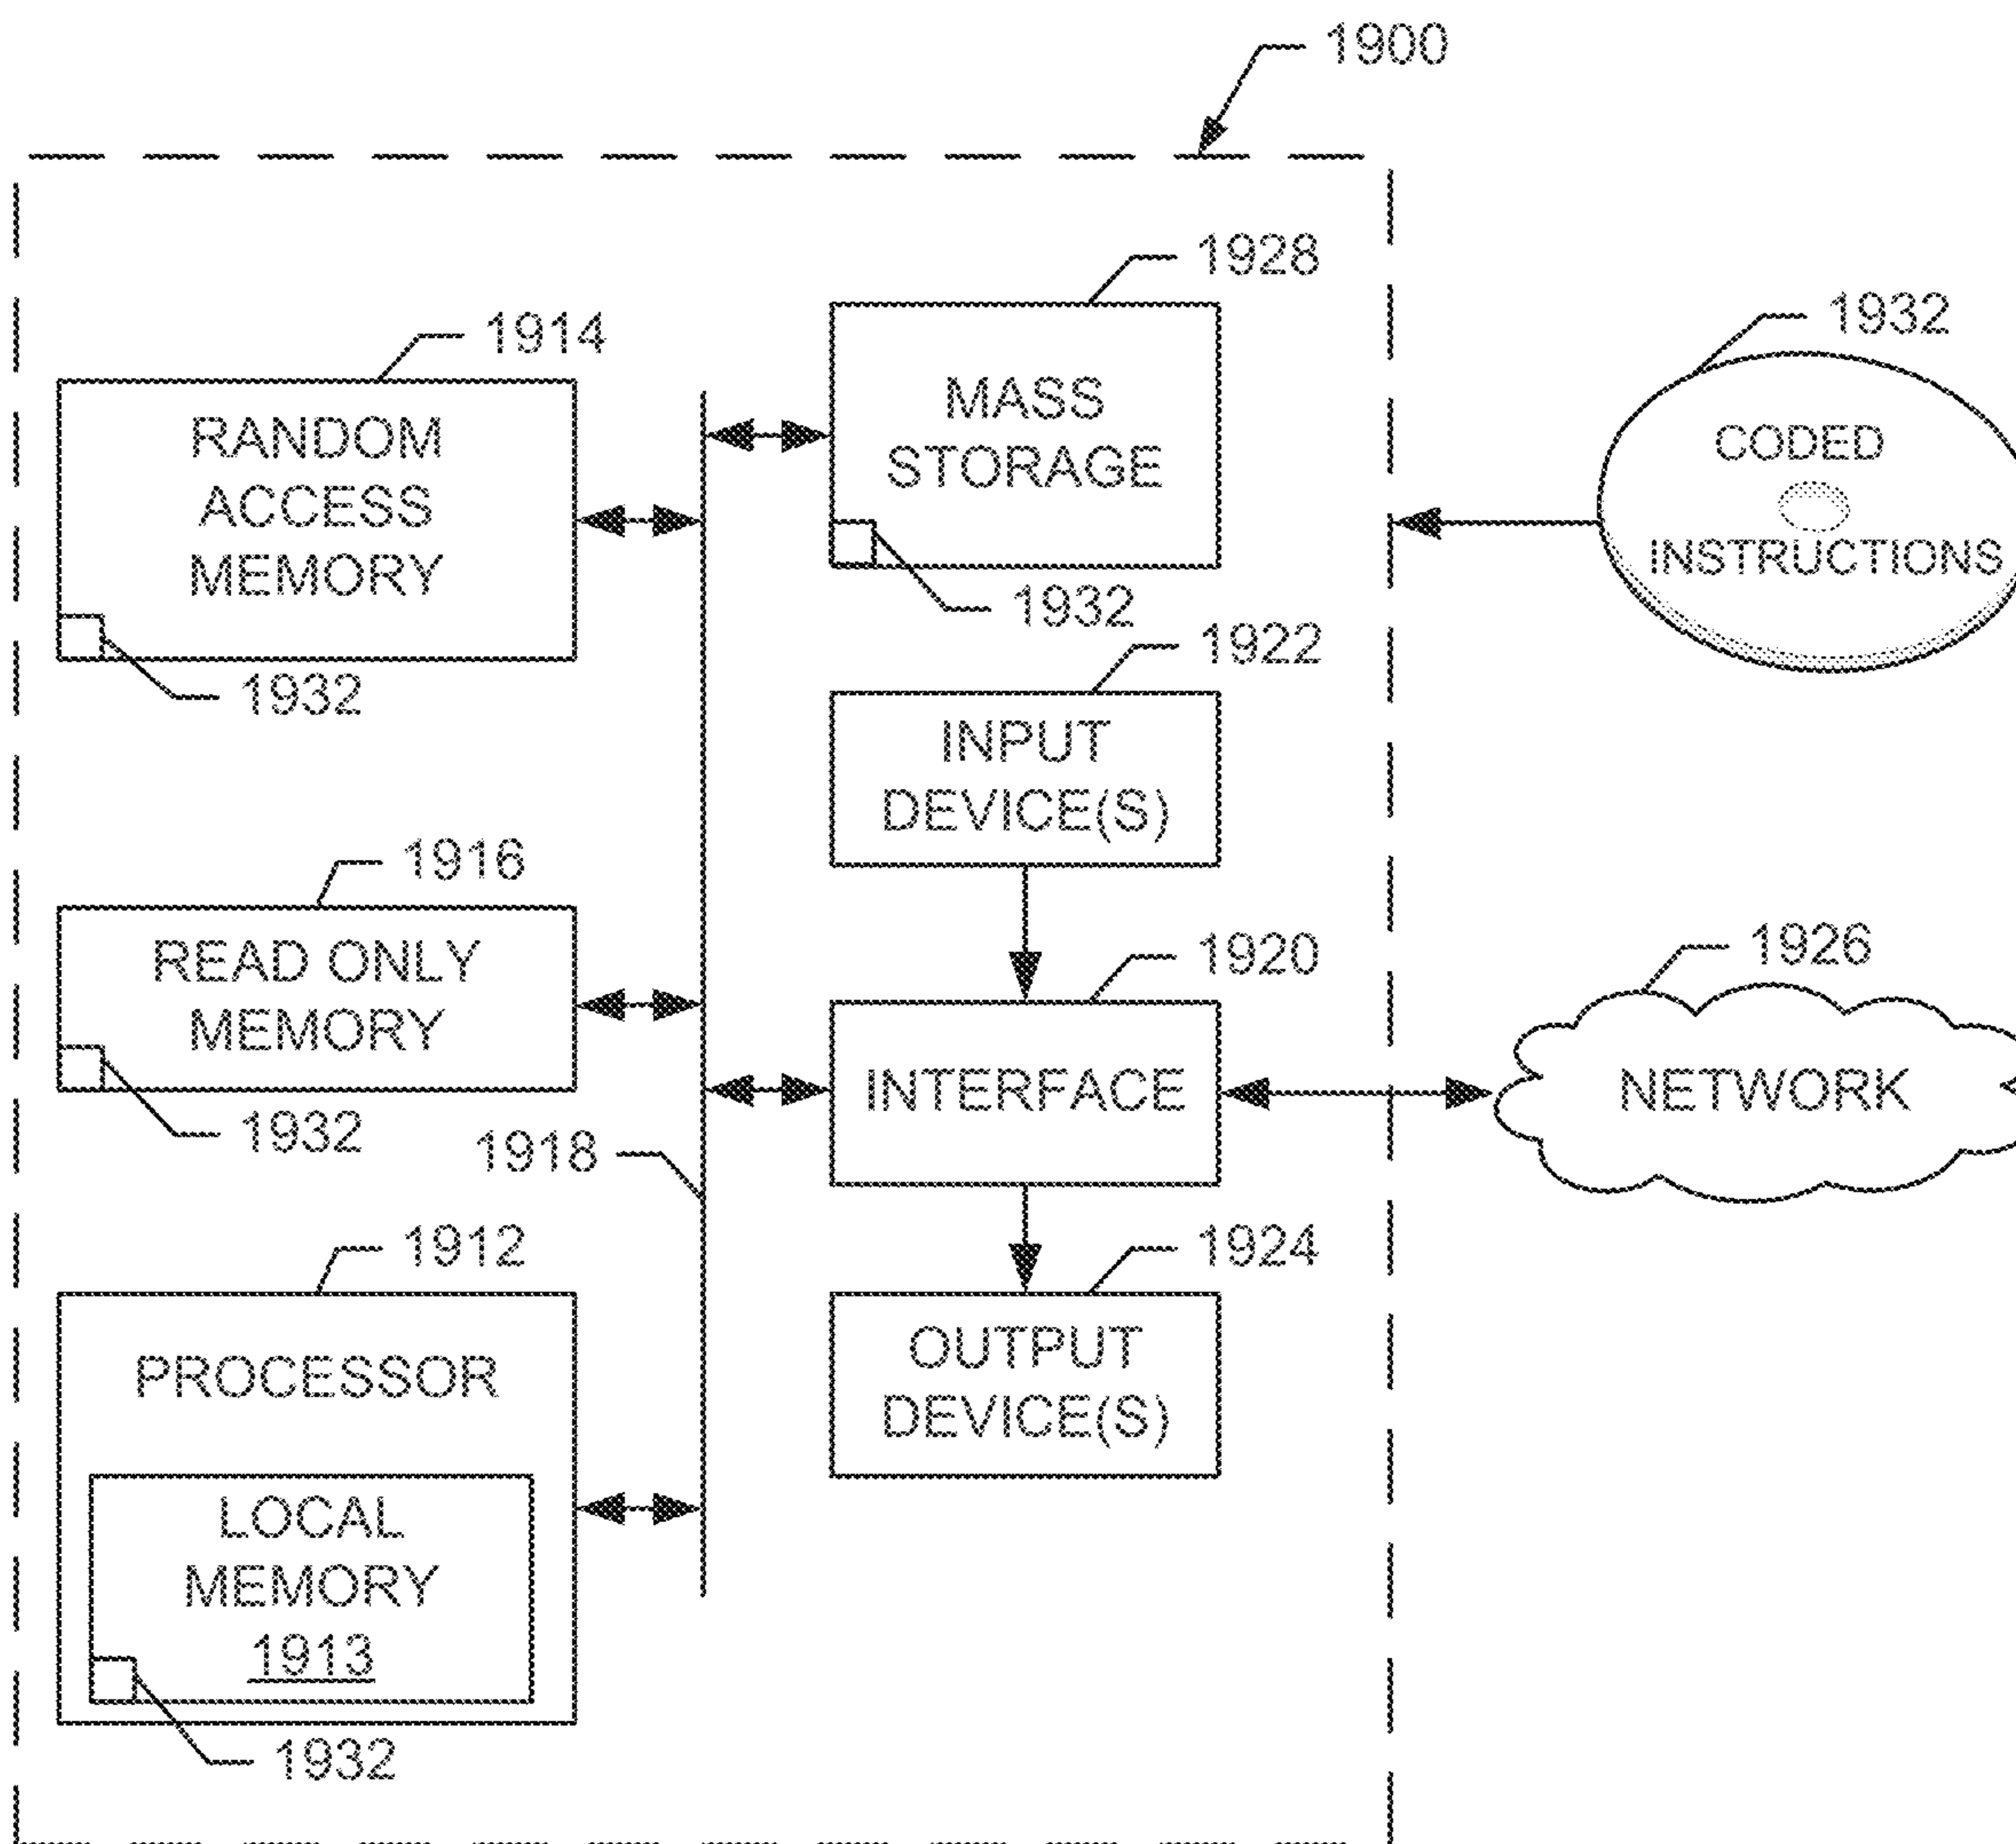 1900
1928
1914
MASS
STORAGE
1932
RANDOM
ACCESS
MEMORY
1932
1932
CODED
INSTRUCTIONS
1922
INPUT
DEVICE(S)
1916
READ ONLY
MEMORY
1932
1920
INTERFACE
1926
NETWORK
1918
1912
PROCESSOR
LOCAL
MEMORY
1913
1932
1924
OUTPUT
DEVICE(S)